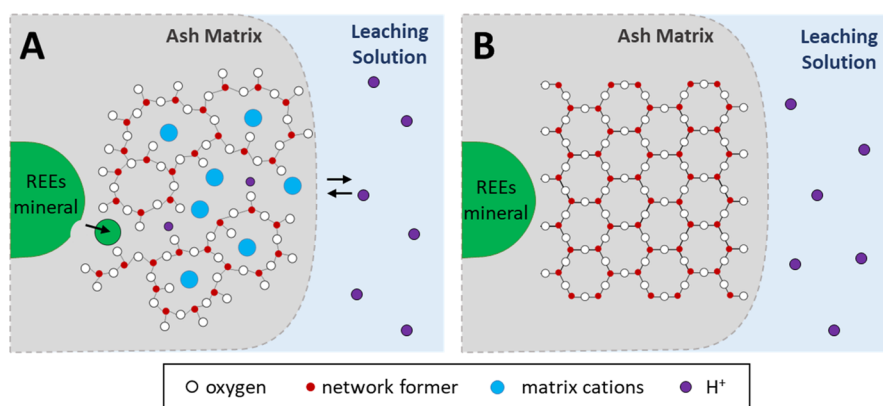 A
Ash Matrix
Leaching
Solution
REEs
mineral
B
Ash Matrix
Leaching
Solution
REEs
mineral
oxygen
network former
matrix cations
H⁺